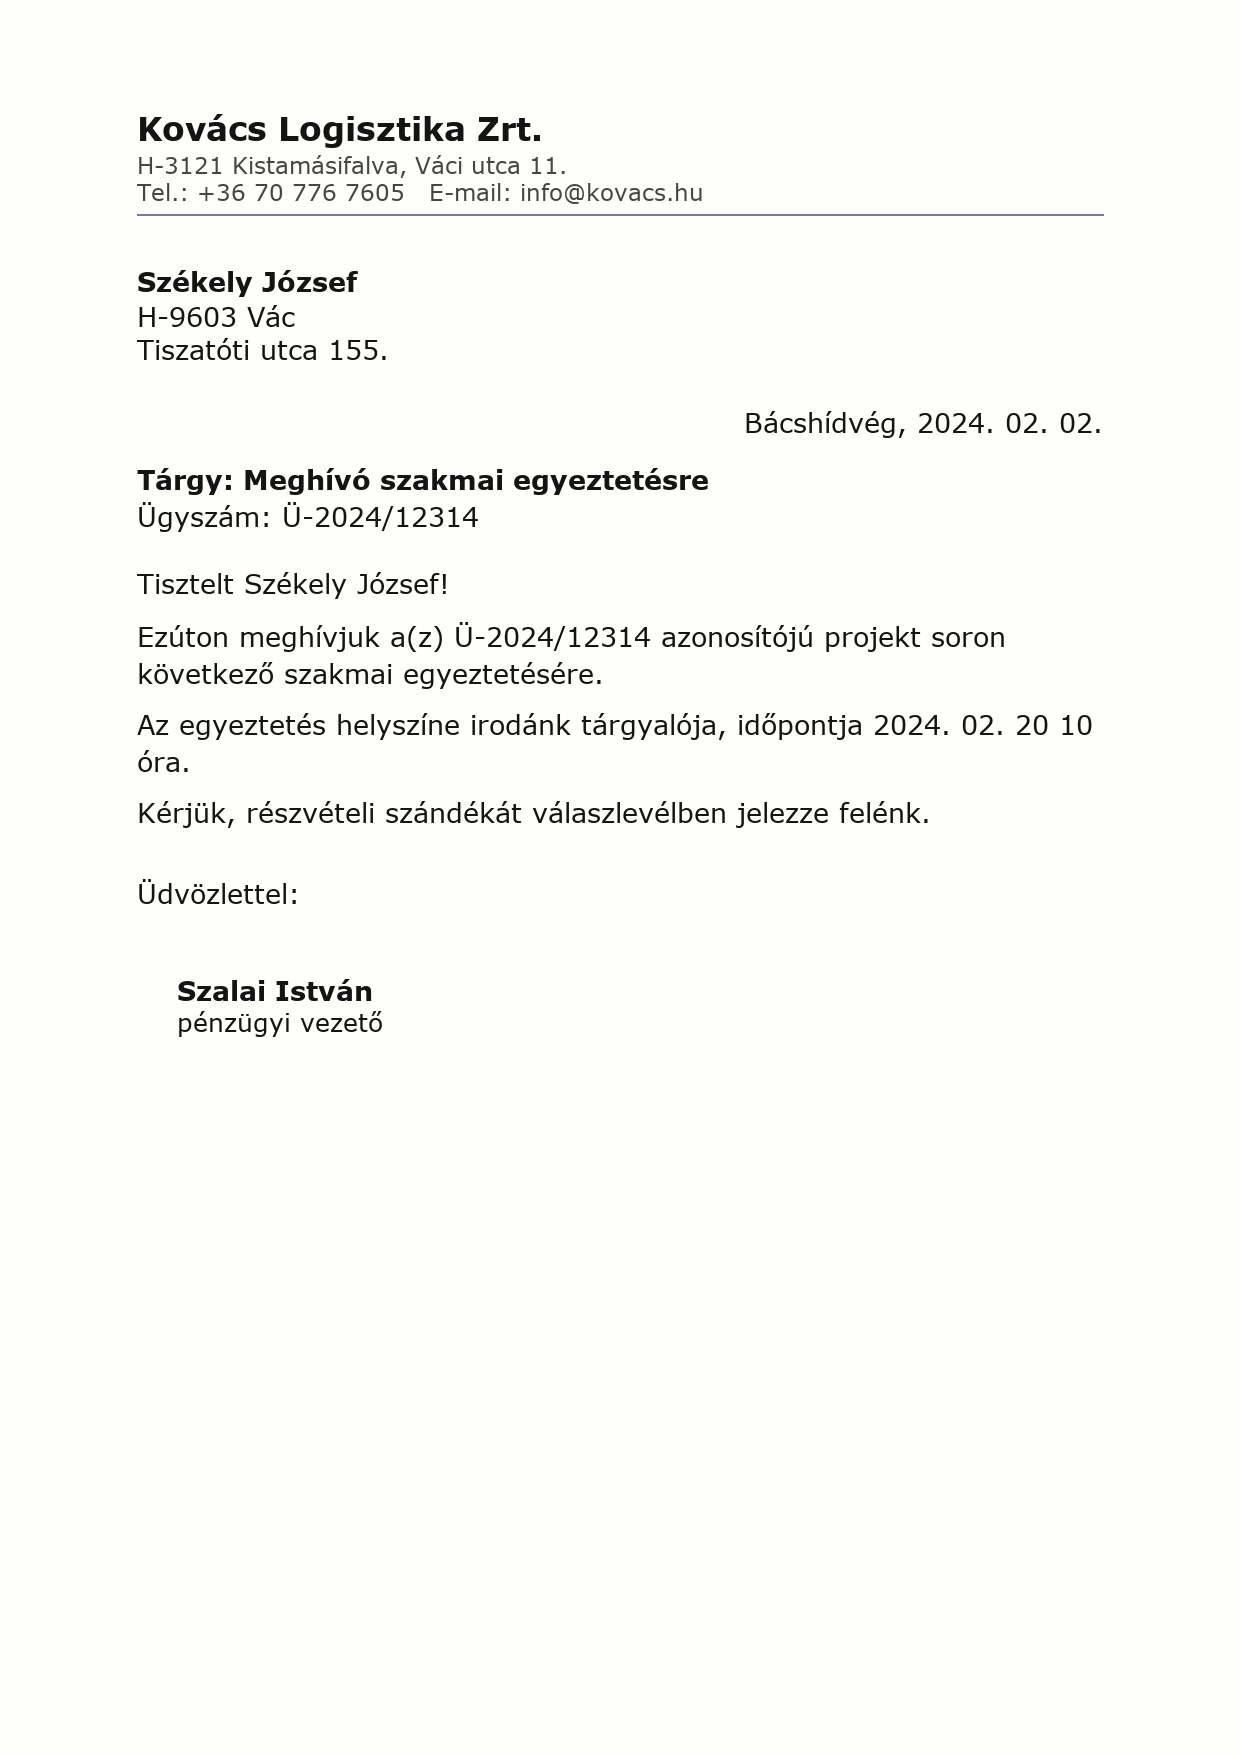 Kovács Logisztika Zrt.
H-3121 Kistamásifalva, Váci utca 11.
Tel.: +36 70 776 7605 E-mail: info@kovacs.hu
Székely József
H-9603 Vác
Tiszatóti utca 155.
Bácshídvég, 2024. 02. 02.
Tárgy: Meghívó szakmai egyeztetésre
Ügyszám: Ü-2024/12314
Tisztelt Székely József!
Ezúton meghívjuk a(z) Ü-2024/12314 azonosítójú projekt soron
következő szakmai egyeztetésére.
Az egyeztetés helyszíne irodánk tárgyalója, időpontja 2024. 02. 20 10
óra.
Kérjük, részvételi szándékát válaszlevélben jelezze felénk.
Üdvözlettel:
Szalai István
pénzügyi vezető